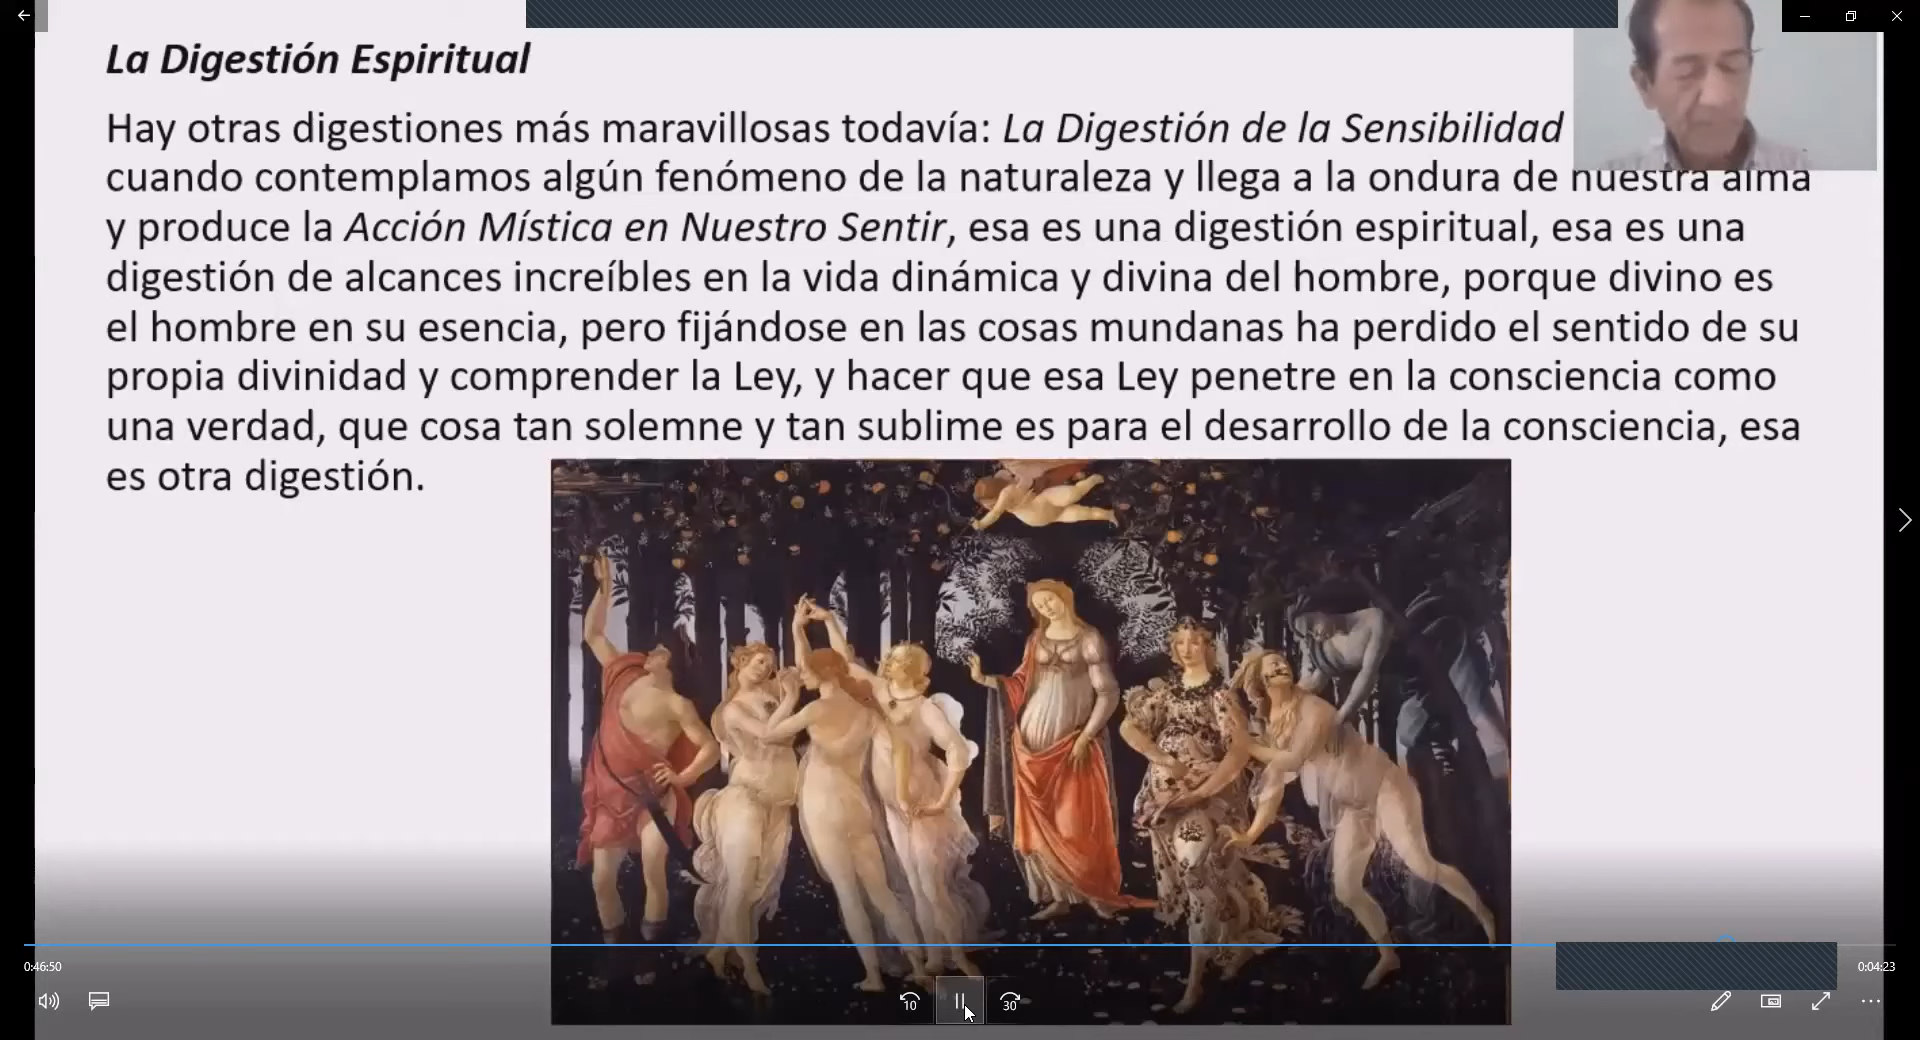 La Digestión Espiritual
Hay otras digestiones más maravillosas todavía: La Digestión de la Sensibilidad
cuando contemplamos algún fenómeno de la naturaleza y llega a la ondura de nuestra alma
y produce la Acción Mística en Nuestro Sentir, esa es una digestión espiritual, esa es una
digestión de alcances increíbles en la vida dinámica y divina del hombre, porque divino es
el hombre en su esencia, pero fijándose en las cosas mundanas ha perdido el sentido de su
propia divinidad y comprender la Ley, y hacer que esa Ley penetre en la consciencia como
una verdad, que cosa tan solemne y tan sublime es para el desarrollo de la consciencia, esa
es otra digestión.
0:46:50
0:04:23
10
30